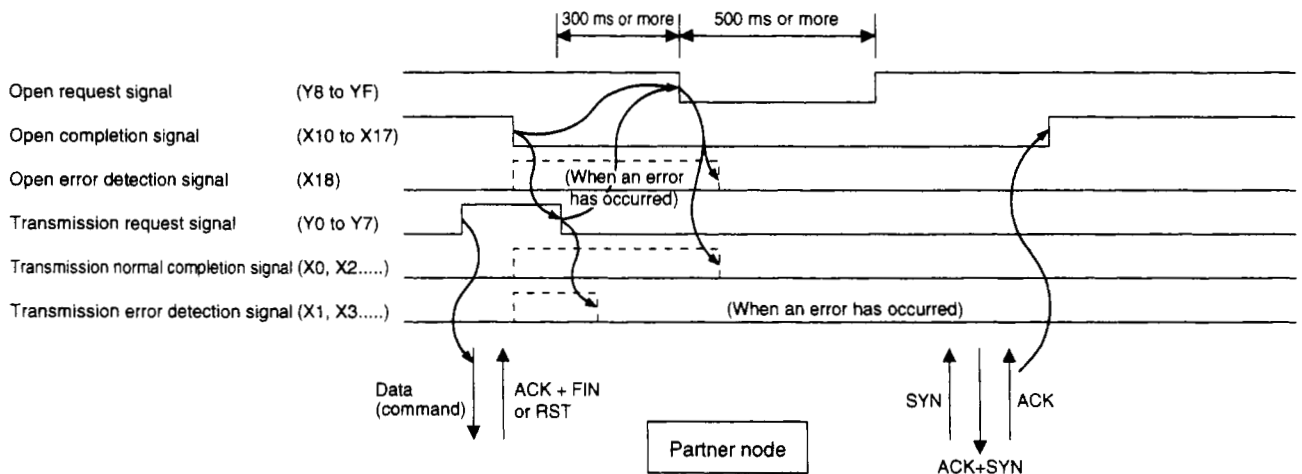 300 ms or more 500 ms or more
Open request signal (Y8 to YF)
Open completion signal (X10 to X17)
Open error detection signal (X18)
(When an error
has occurred)
Transmission request signal (Y0 to Y7)
Transmission normal completion signal (X0, X2.....)
Transmission error detection signal (X1, X3.....) (When an error has occurred)
Data
(command)
ACK + FIN
or RST
SYN
ACK
ACK+SYN
Partner node